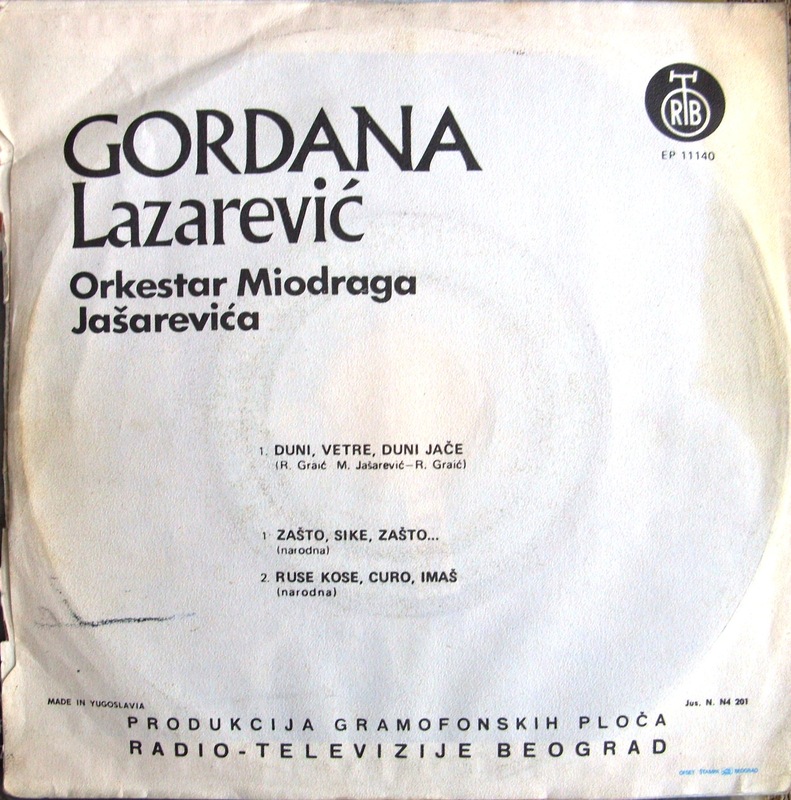 GORDANA
Lazarević
Orkestar Miodraga
Jašarevića
RTB
EP 11140
1. DUNI, VETRE, DUNI JAČE
(R. Graić M. Jašarević–R. Graić)
1. ZAŠTO, SIKE, ZAŠTO...
(narodna)
2. RUSE KOSE, CURO, IMAŠ
(narodna)
MADE IN YUGOSLAVIA
Jus. N. N4 201
PRODUKCIJA GRAMOFONSKIH PLOČA
RADIO-TELEVIZIJE BEOGRAD
BEOGRAD